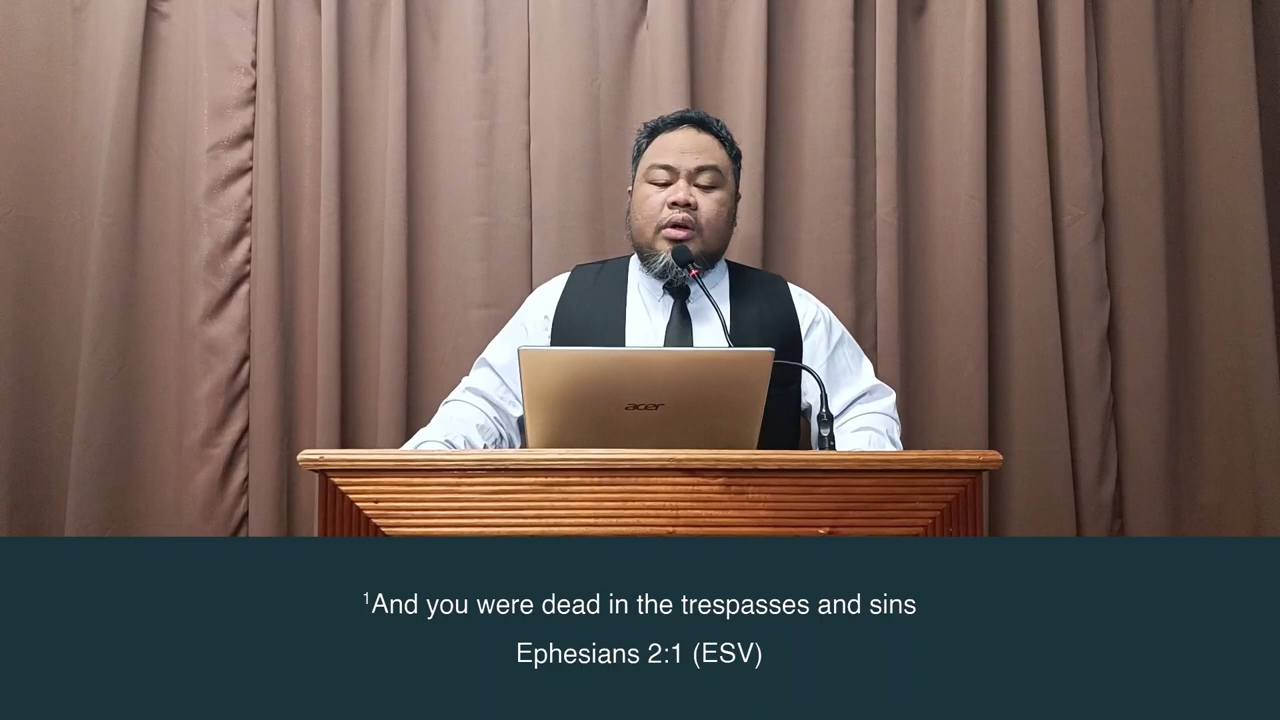 acer
¹And you were dead in the trespasses and sins
Ephesians 2:1 (ESV)